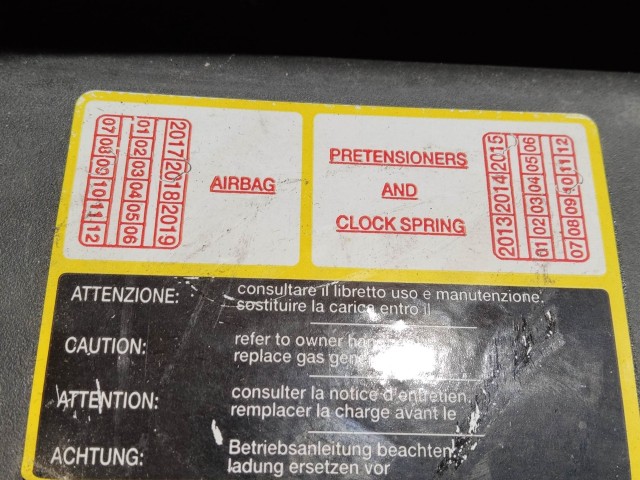 2017 2018 2019
01 02 03 04 05 06
07 08 09 10 11 12
AIRBAG
PRETENSIONERS
AND
CLOCK SPRING
2013 2014 2015
01 02 03 04 05 06
07 08 09 10 11 12
ATTENZIONE: consultare il libretto uso e manutenzione.
sostituire la carica entro il
CAUTION: refer to owner
replace gas
ATTENTION: consulter la notice d'entretien,
remplacer la charge avant le
ACHTUNG: Betriebsanleitung beachten
ladung ersetzen vor